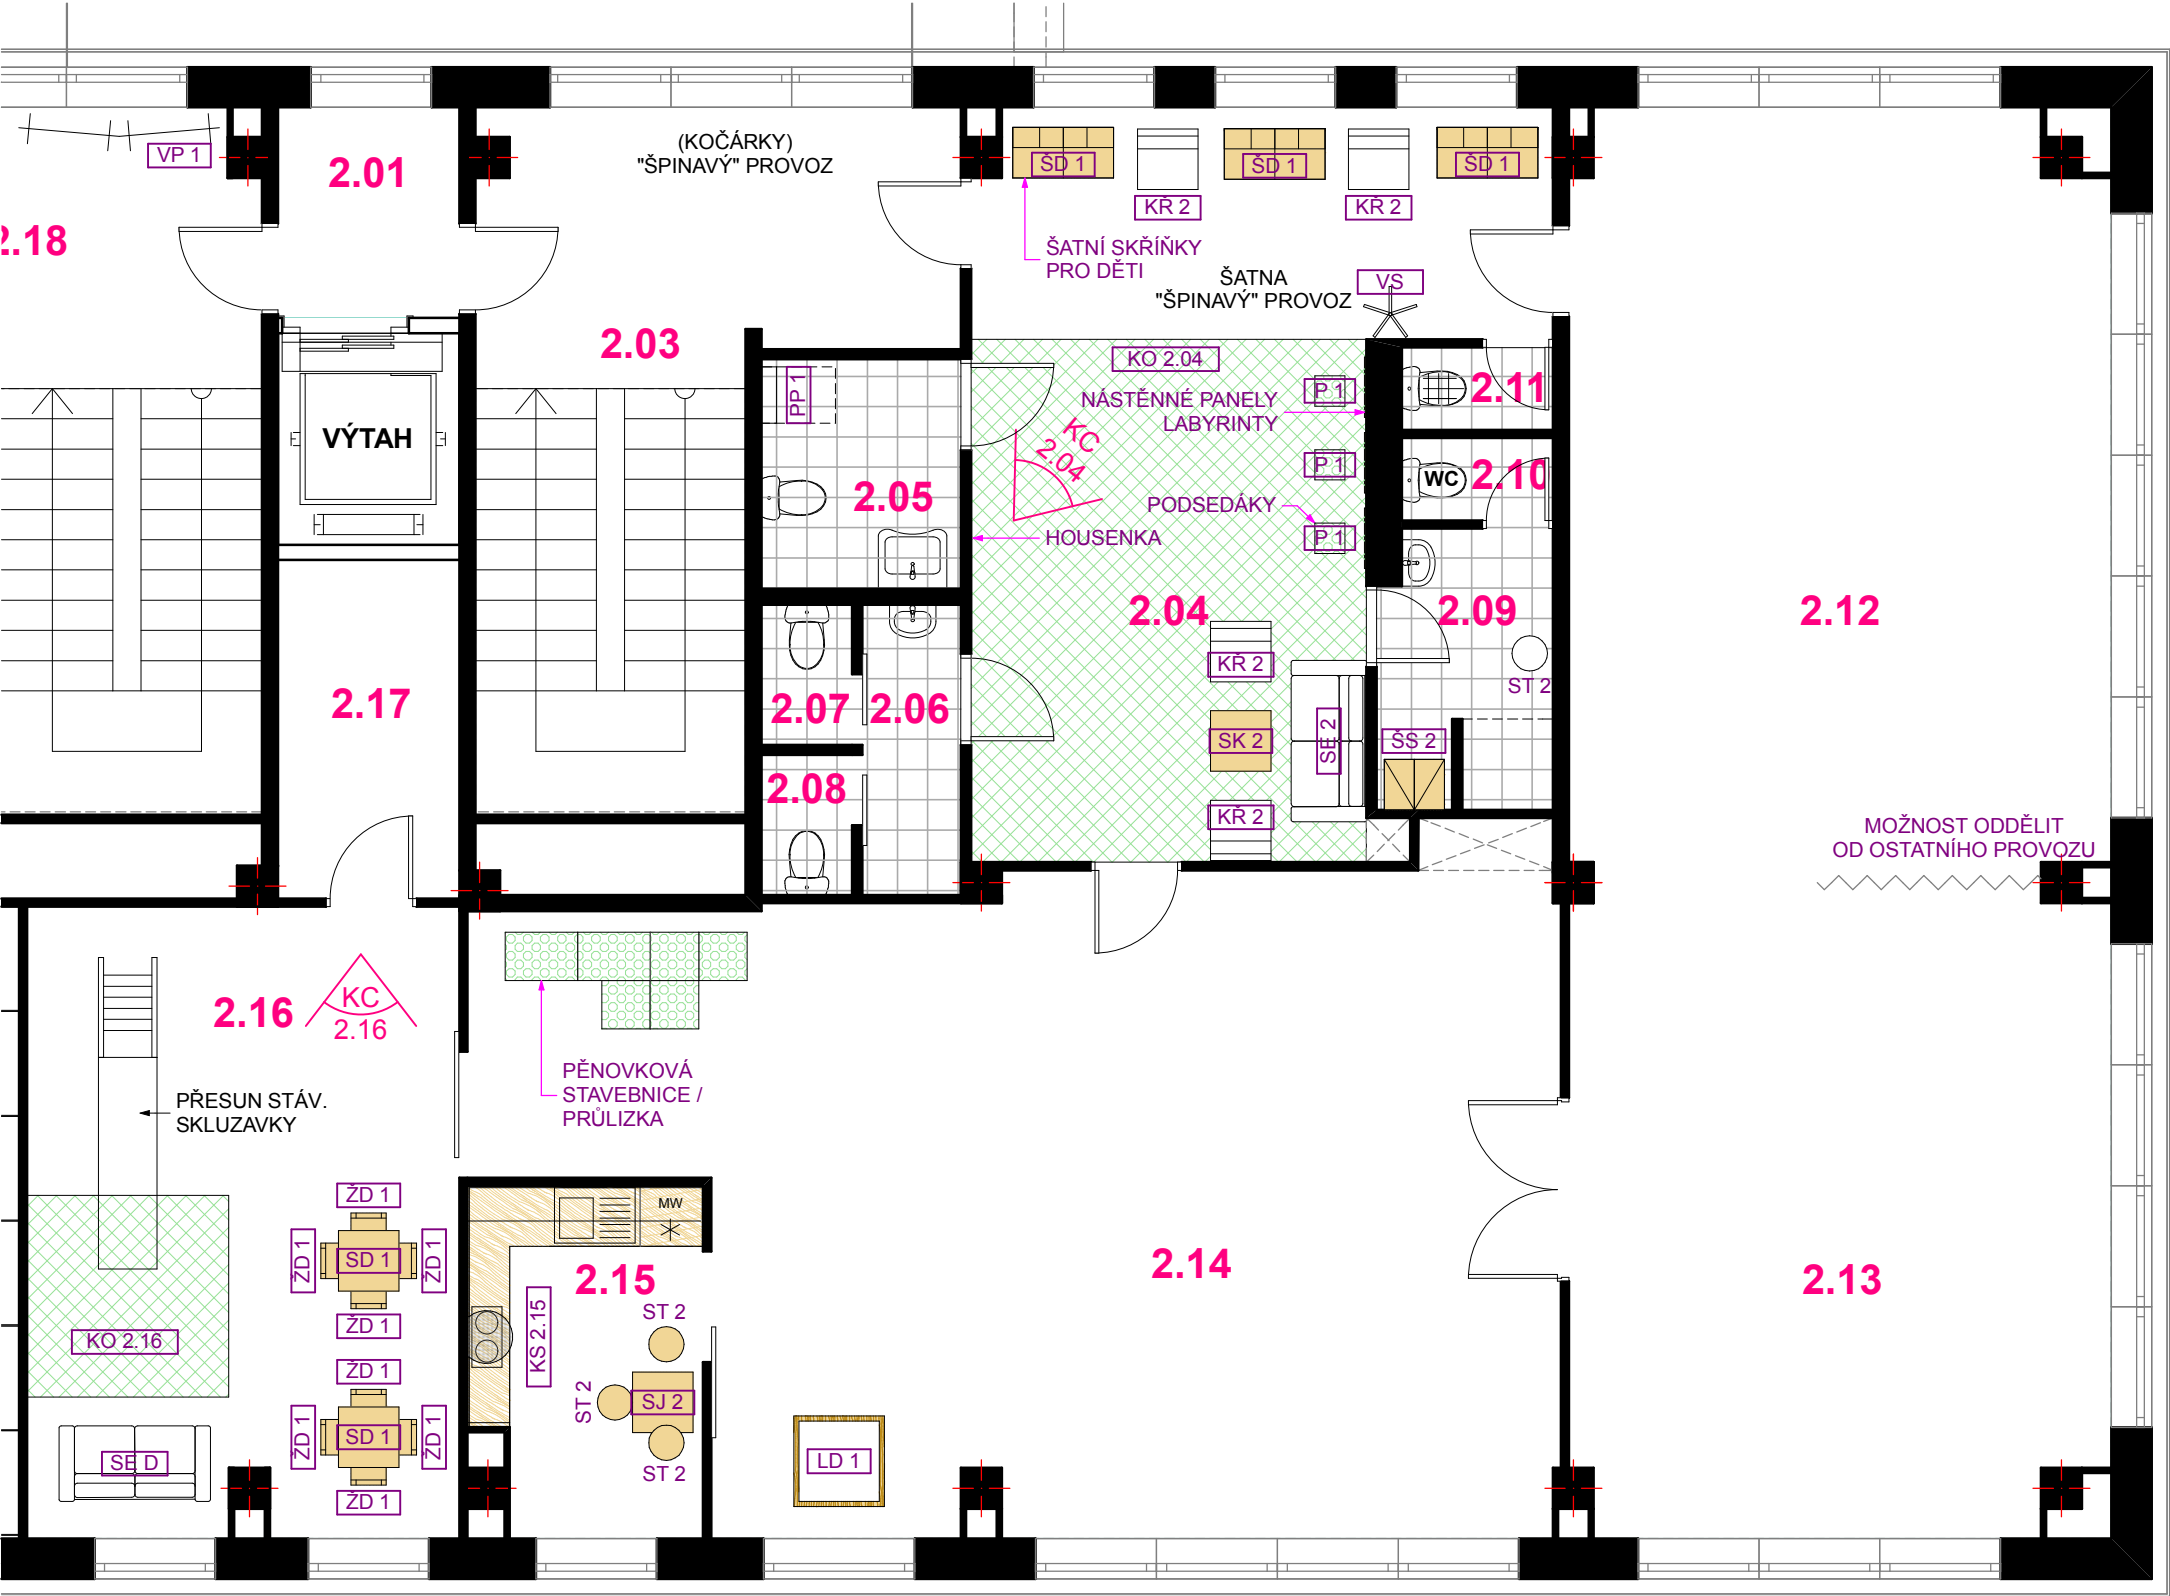 (KOČÁRKY)
"ŠPINAVÝ" PROVOZ
VP 1
2.01
ŠD 1
ŠD 1
ŠD 1
KŘ 2
KŘ 2
2.18
ŠATNÍ SKŘÍŇKY
PRO DĚTI
ŠATNA
"ŠPINAVÝ" PROVOZ
VS
2.03
KO 2.04
PP 1
P 1
NÁSTĚNNÉ PANELY
LABYRINTY
2.11
VÝTAH
KC
2.04
P 1
WC
2.10
2.05
PODSEDÁKY
HOUSENKA
P 1
2.04
2.09
2.12
KŘ 2
ST 2
2.17
2.07
2.06
SK 2
SE 2
ŠS 2
2.08
KŘ 2
MOŽNOST ODDĚLIT
OD OSTATNÍHO PROVOZU
2.16
KC
2.16
PĚNOVKOVÁ
STAVEBNICE /
PRŮLIZKA
PŘESUN STÁV.
SKLUZAVKY
ŽD 1
ŽD 1
SD 1
ŽD 1
ŽD 1
MW
2.15
2.14
2.13
KS 2.15
ST 2
KO 2.16
ŽD 1
ŽD 1
SD 1
ŽD 1
ŽD 1
ST 2
SJ 2
ST 2
SE D
LD 1